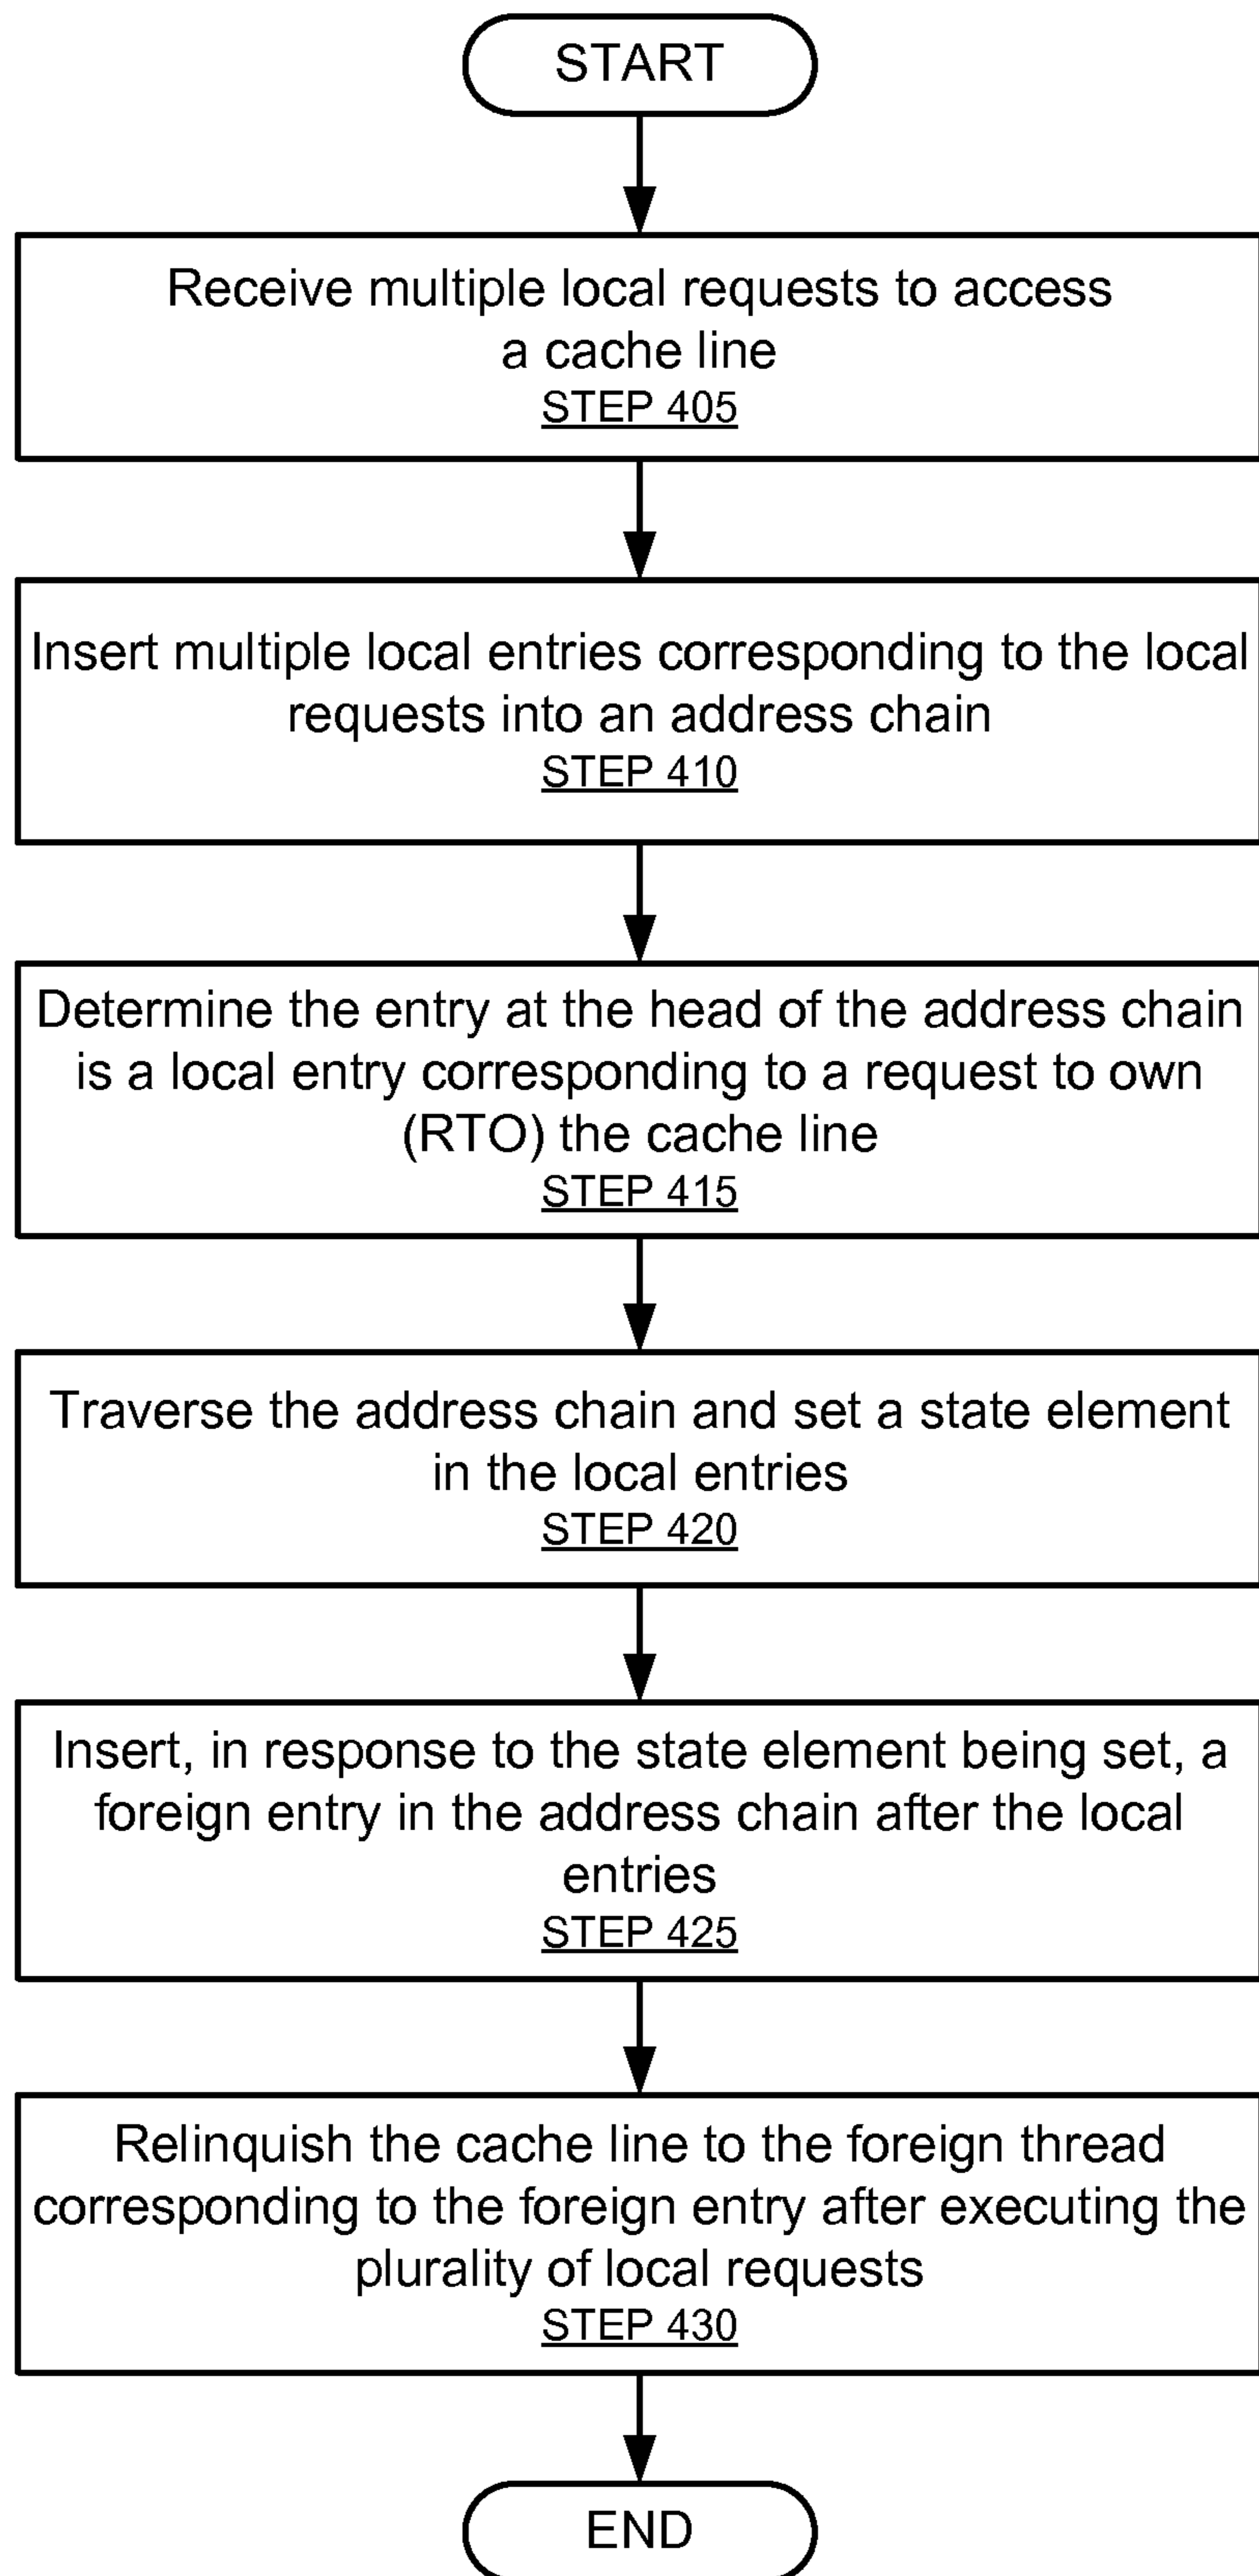 START
Receive multiple local requests to access
a cache line
STEP 405
Insert multiple local entries corresponding to the local
requests into an address chain
STEP 410
Determine the entry at the head of the address chain
is a local entry corresponding to a request to own
(RTO) the cache line
STEP 415
Traverse the address chain and set a state element
in the local entries
STEP 420
Insert, in response to the state element being set, a
foreign entry in the address chain after the local
entries
STEP 425
Relinquish the cache line to the foreign thread
corresponding to the foreign entry after executing the
plurality of local requests
STEP 430
END